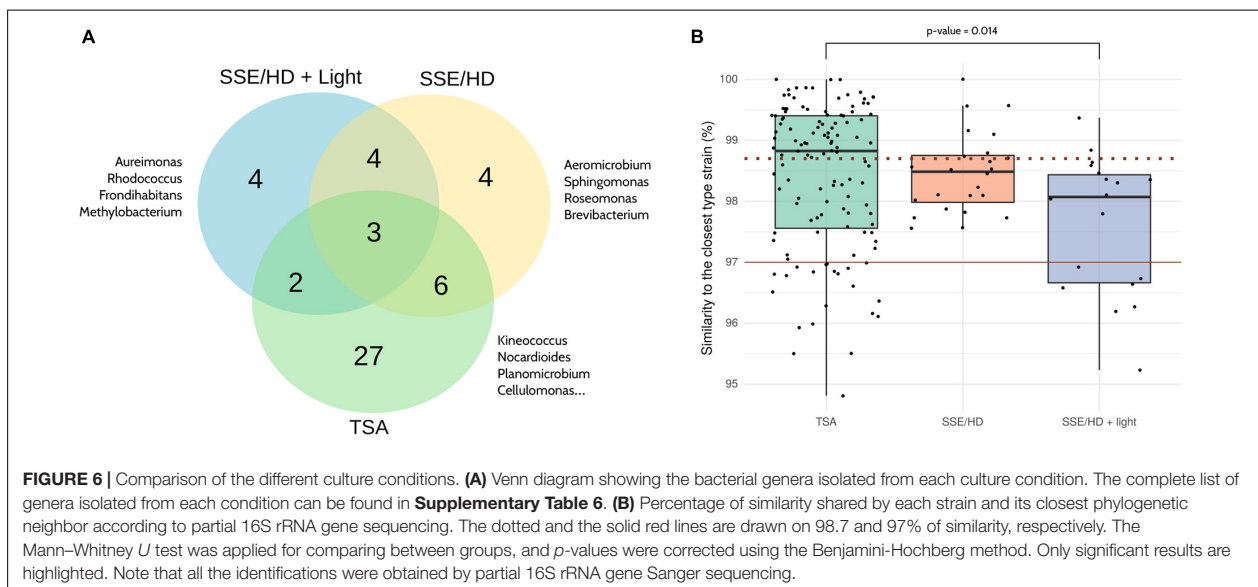 A
SSE/HD + Light
SSE/HD
4
4
4
Aureimonas
Rhodococcus
Frondihabitans
Methylobacterium
Aeromicrobium
Sphingomonas
Roseomonas
Brevibacterium
3
2
6
27
Kineococcus
Nocardioides
Planomicrobium
Cellulomonas...
TSA
B
p-value = 0.014
Similarity to the closest type strain (%)
100
99
98
97
96
95
TSA
SSE/HD
SSE/HD + light
FIGURE 6 | Comparison of the different culture conditions. (A) Venn diagram showing the bacterial genera isolated from each culture condition. The complete list of
genera isolated from each condition can be found in Supplementary Table 6. (B) Percentage of similarity shared by each strain and its closest phylogenetic
neighbor according to partial 16S rRNA gene sequencing. The dotted and the solid red lines are drawn on 98.7 and 97% of similarity, respectively. The
Mann–Whitney U test was applied for comparing between groups, and p-values were corrected using the Benjamini-Hochberg method. Only significant results are
highlighted. Note that all the identifications were obtained by partial 16S rRNA gene Sanger sequencing.